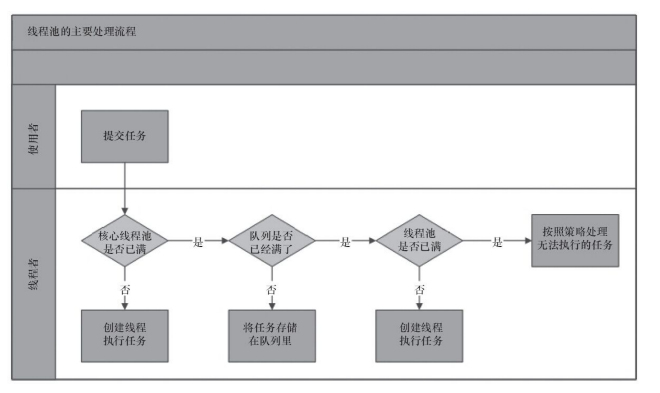 线程池的主要处理流程
使用者
提交任务
线程者
核心线程池
是否已满
是
队列是否
已经满了
是
线程池
是否已满
是
按照策略处理
无法执行的任务
否
否
否
创建线程
执行任务
将任务存储
在队列里
创建线程
执行任务